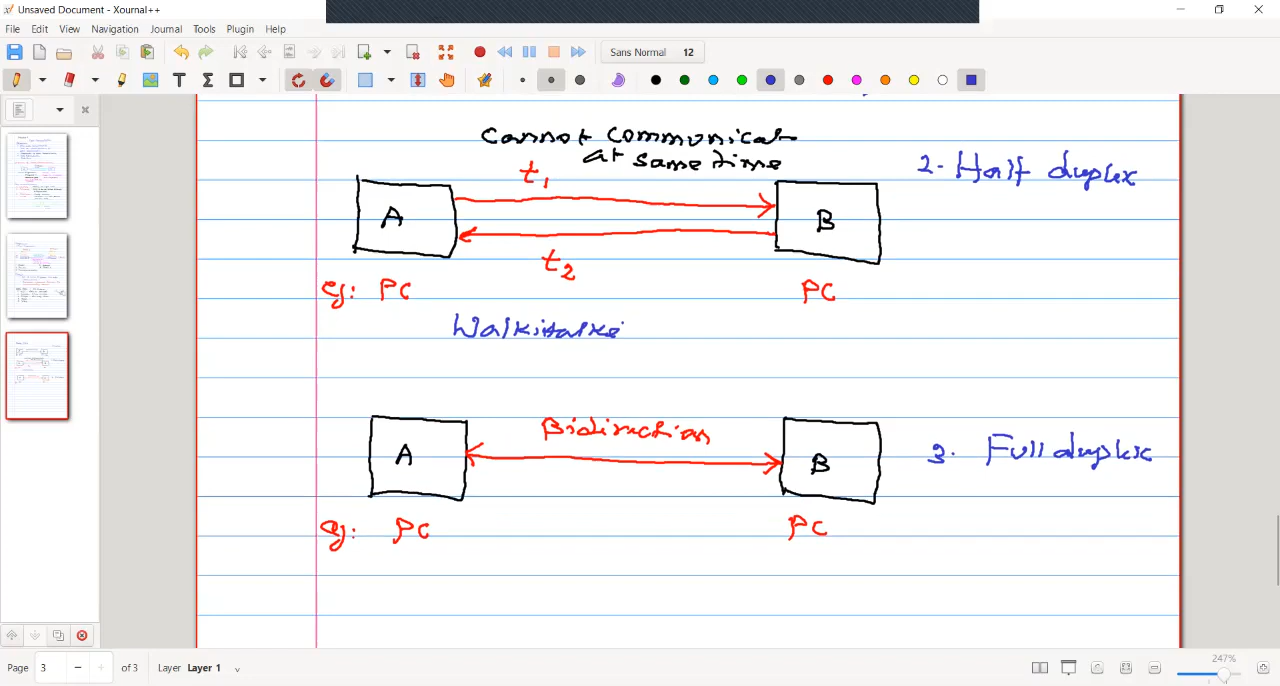 Unsaved Document - Xournal++
File Edit View Navigation Journal Tools Plugin Help
Sans Normal 12
Cannot Communicat
at same time
2. Half duplex
t1
A
B
t2
eg: PC
PC
Walkitalki
Bidirection
A
B
3. Full duplex
eg: PC
PC
Page 3 of 3 Layer Layer 1
247%